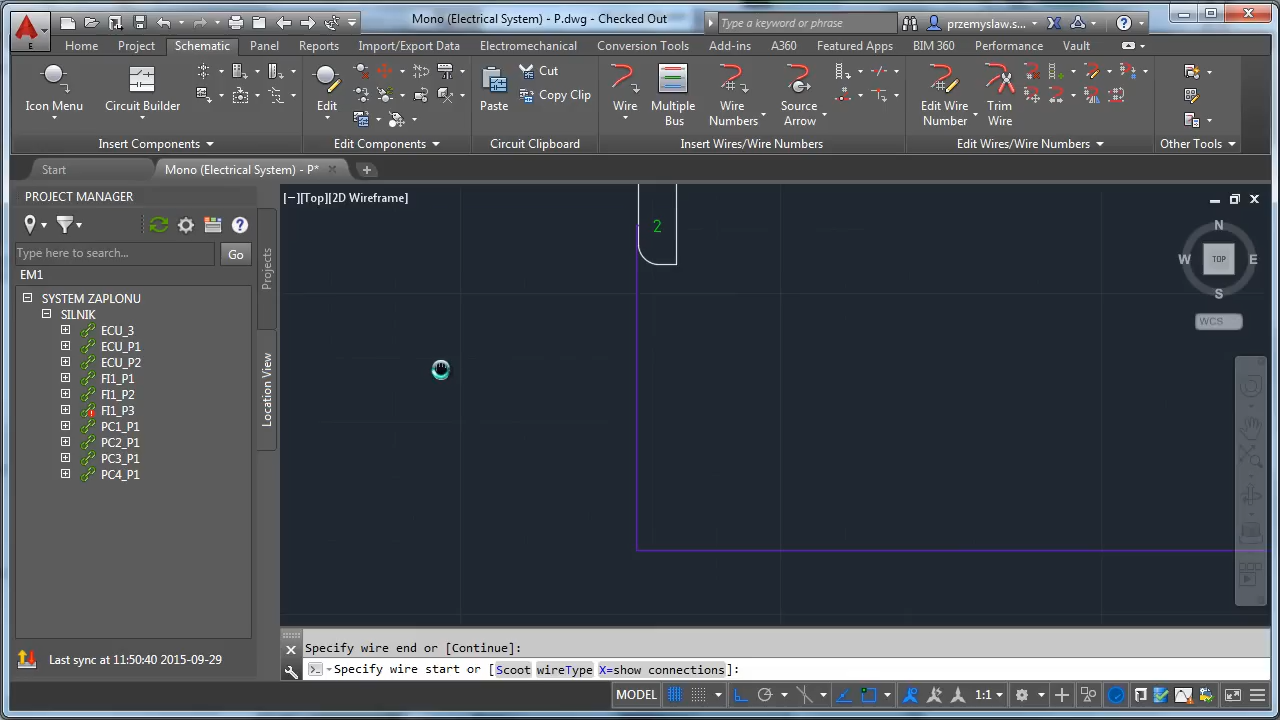 Mono (Electrical System) - P.dwg - Checked Out
Type a keyword or phrase
przemyslaw.s...
E
Home Project Schematic Panel Reports Import/Export Data Electromechanical Conversion Tools Add-ins A360 Featured Apps BIM 360 Performance Vault
Icon Menu
Circuit Builder
Edit
Paste
Cut
Copy Clip
Wire
Multiple Bus
Wire Numbers
Source Arrow
Edit Wire Number
Trim Wire
Insert Components
Edit Components
Circuit Clipboard
Insert Wires/Wire Numbers
Edit Wires/Wire Numbers
Other Tools
Start
Mono (Electrical System) - P*
PROJECT MANAGER
Type here to search...
Go
EM1
SYSTEM ZAPLONU
SILNIK
ECU_3
ECU_P1
ECU_P2
FI1_P1
FI1_P2
FI1_P3
PC1_P1
PC2_P1
PC3_P1
PC4_P1
Last sync at 11:50:40 2015-09-29
Projects
Location View
[−][Top][2D Wireframe]
2
N
W
TOP
E
S
WCS
Specify wire end or [Continue]:
Specify wire start or [Scoot wireType X=show connections]:
MODEL
1:1